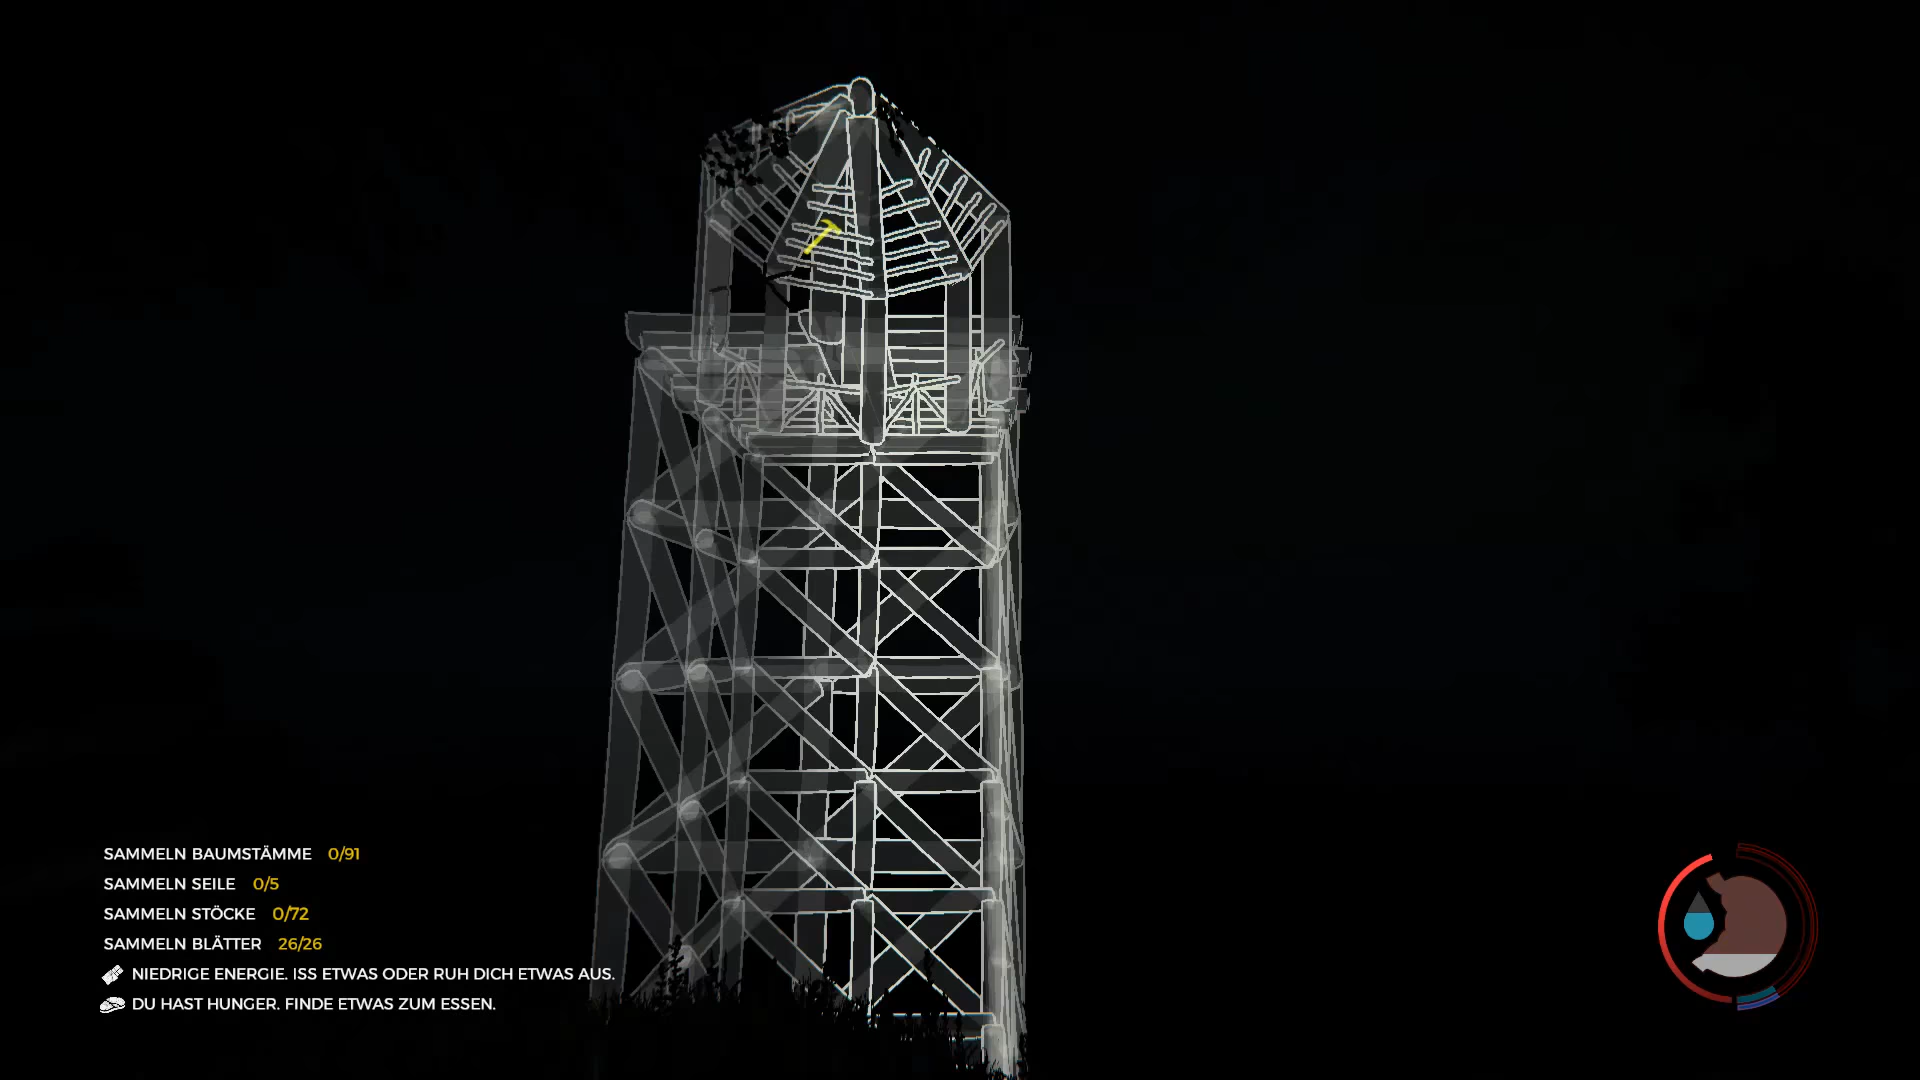 SAMMELN BAUMSTÄMME 0/91
SAMMELN SEILE 0/5
SAMMELN STÖCKE 0/72
SAMMELN BLÄTTER 26/26
NIEDRIGE ENERGIE. ISS ETWAS ODER RUH DICH ETWAS AUS.
DU HAST HUNGER. FINDE ETWAS ZUM ESSEN.